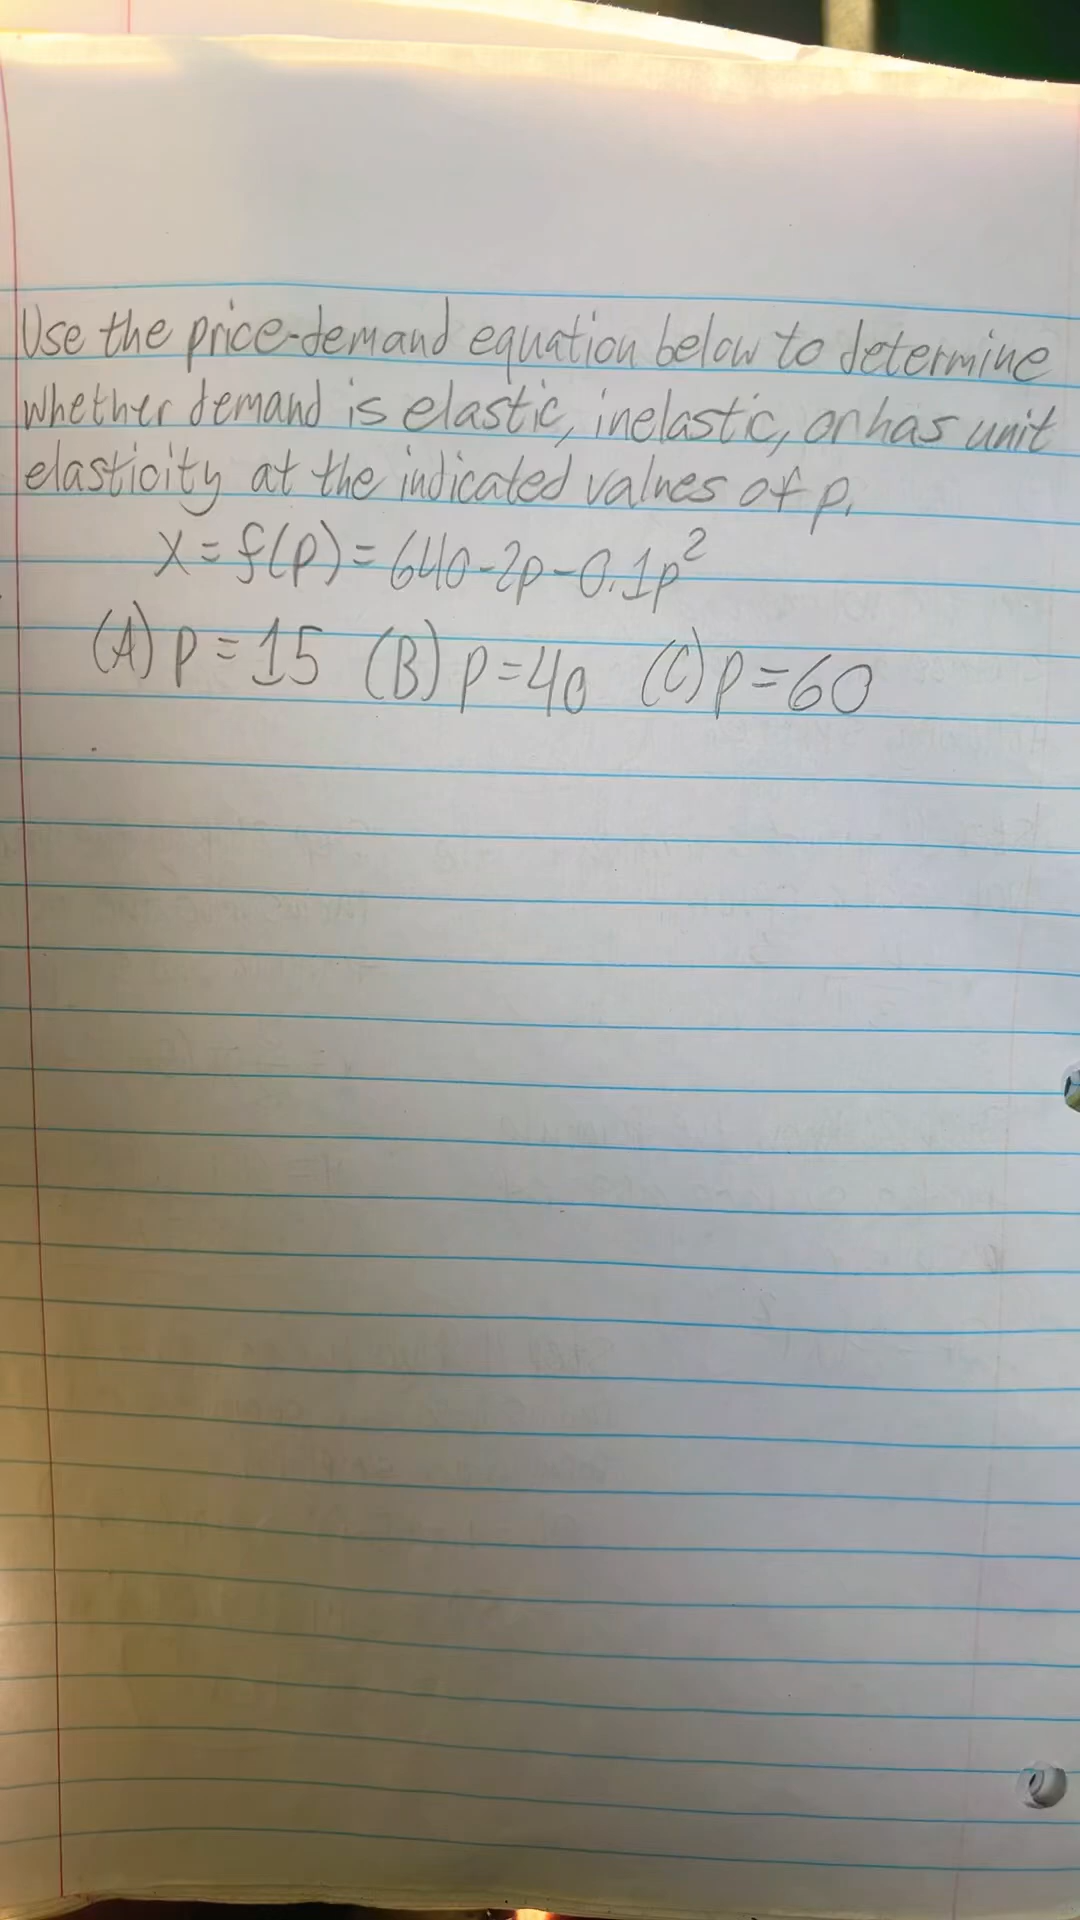 Use the price-demand equation below to determine
whether demand is elastic, inelastic, or has unit
elasticity at the indicated values of p.
x = f(p) = 640-2p-0.1p²
(A) p = 15 (B) p = 40 (C) p = 60